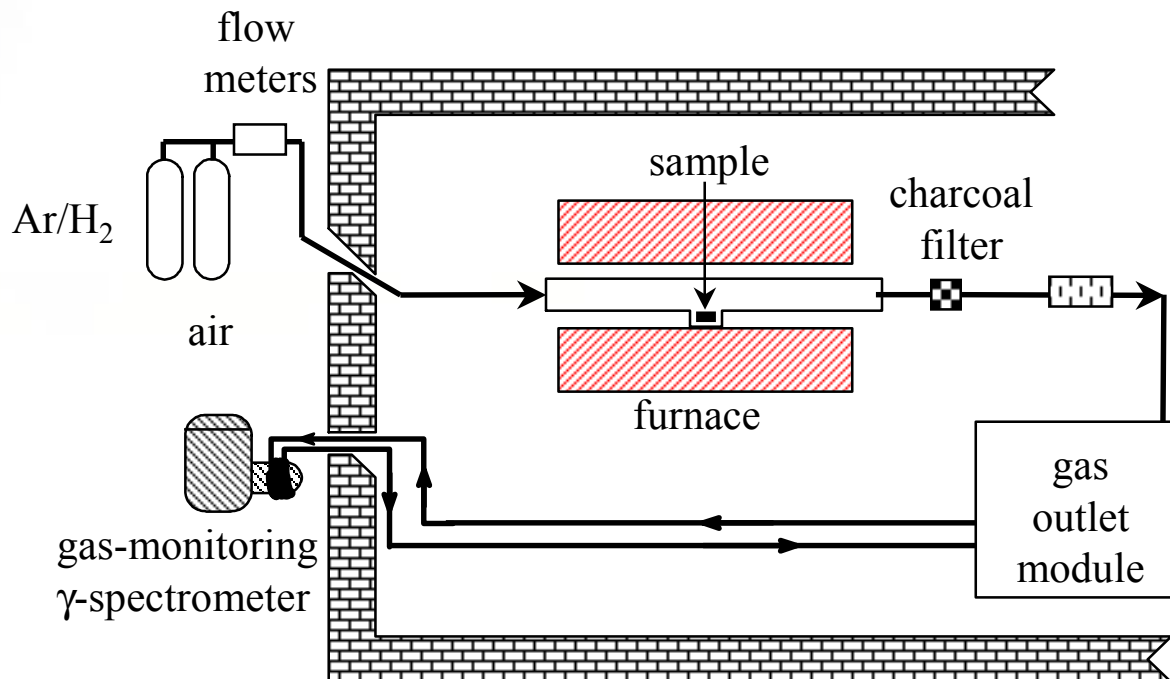 flow
meters
Ar/H₂
air
sample
charcoal
filter
furnace
gas-monitoring
γ-spectrometer
gas
outlet
module